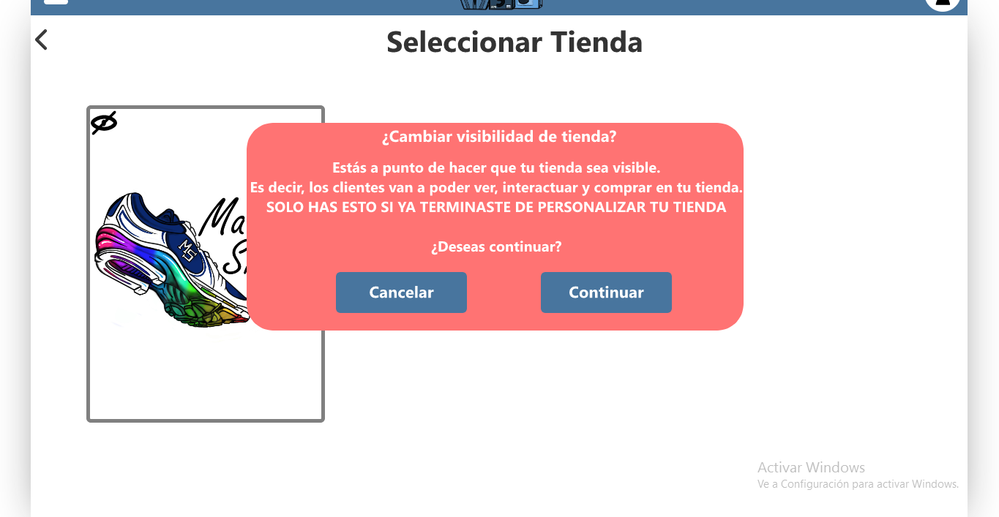 Seleccionar Tienda
¿Cambiar visibilidad de tienda?
Estás a punto de hacer que tu tienda sea visible.
Es decir, los clientes van a poder ver, interactuar y comprar en tu tienda.
SOLO HAS ESTO SI YA TERMINASTE DE PERSONALIZAR TU TIENDA
Ma
MS
¿Deseas continuar?
Cancelar
Continuar
Activar Windows
Ve a Configuración para activar Windows.